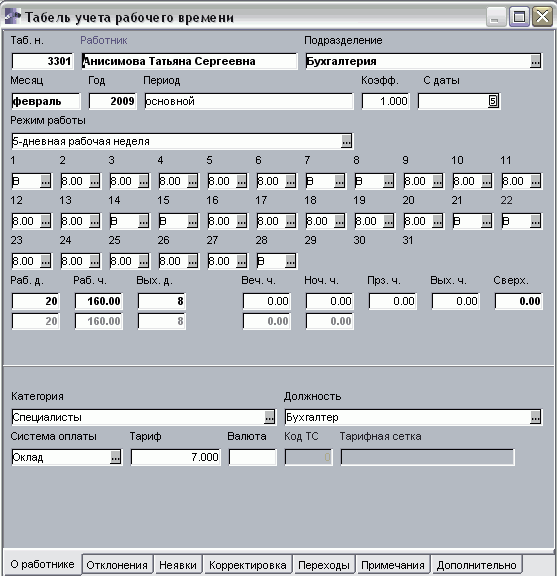 Табель учета рабочего времени
Таб. н. Работник Подразделение
3301 Анисимова Татьяна Сергеевна Бухгалтерия ...
Месяц Год Период Коэфф. С даты
февраль 2009 основной 1.000 5
Режим работы
5-дневная рабочая неделя ...
1 2 3 4 5 6 7 8 9 10 11
В ... 8.00 ... 8.00 ... 8.00 ... 8.00 ... 8.00 ... В ... В ... 8.00 ... 8.00 ... 8.00 ...
12 13 14 15 16 17 18 19 20 21 22
8.00 ... 8.00 ... В ... В ... 8.00 ... 8.00 ... 8.00 ... 8.00 ... 8.00 ... В ... В ...
23 24 25 26 27 28 29 30 31
8.00 ... 8.00 ... 8.00 ... 8.00 ... 8.00 ... В ...
Раб. д. Раб. ч. Вых. д. Веч. ч. Ноч. ч. Прз. ч. Вых. ч. Сверх.
20 160.00 8 0.00 0.00 0.00 0.00 0.00
20 160.00 8 0.00 0.00
Категория Должность
Специалисты ... Бухгалтер ...
Система оплаты Тариф Валюта Код ТС Тарифная сетка
Оклад ... 7.000 0
О работнике Отклонения Неявки Корректировка Переходы Примечания Дополнительно